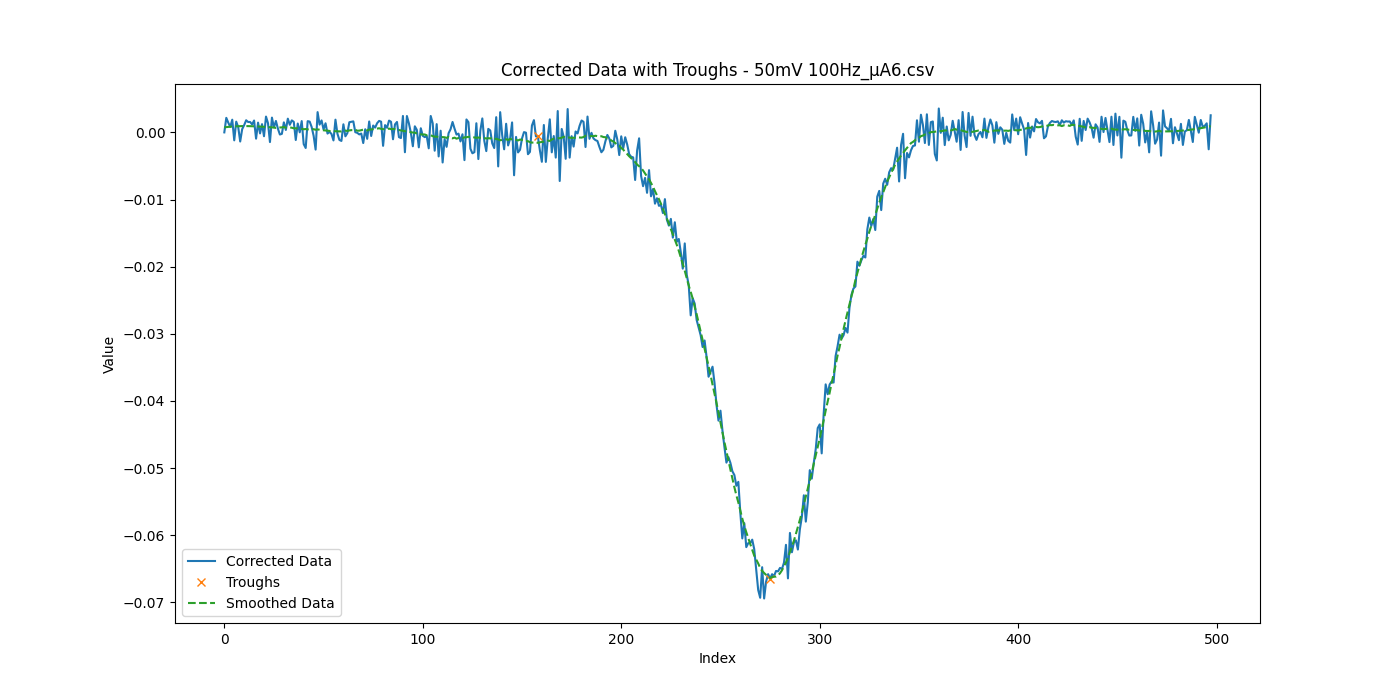 Corrected Data with Troughs - 50mV 100Hz_μA6.csv
0.00
−0.01
−0.02
−0.03
−0.04
−0.05
−0.06
−0.07
Value
Corrected Data
Troughs
Smoothed Data
0 100 200 300 400 500
Index